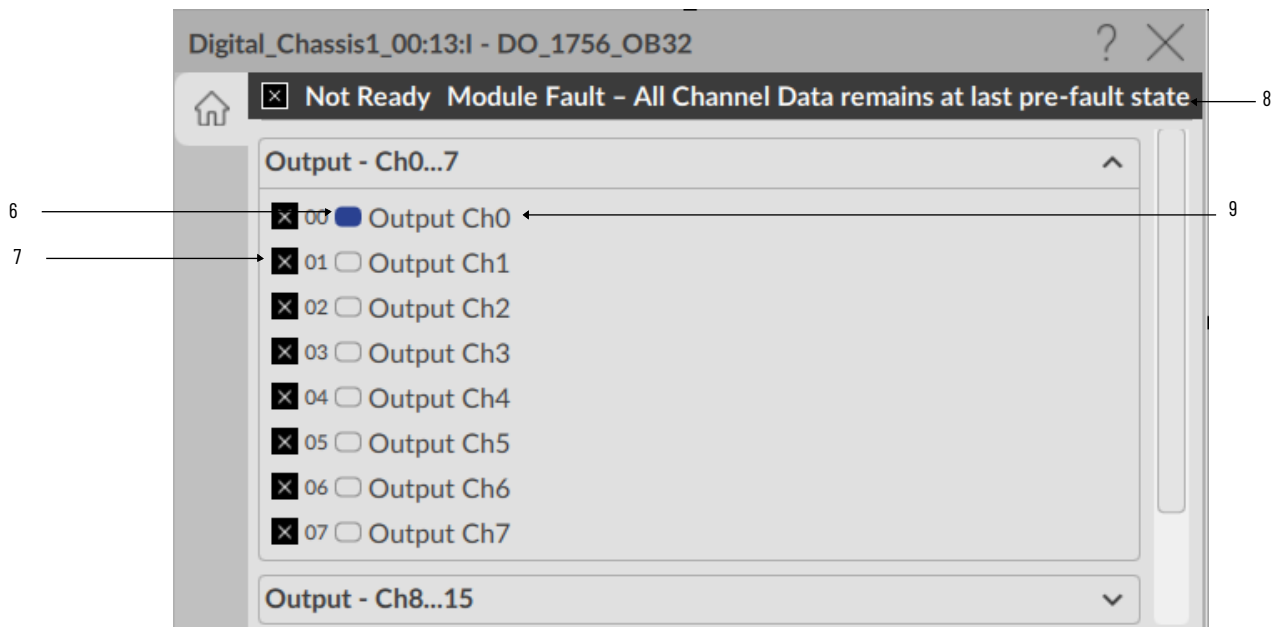 Digital_Chassis1_00:13:I - DO_1756_OB32 ?
Not Ready Module Fault – All Channel Data remains at last pre-fault state
8
Output - Ch0...7
6
00 Output Ch0
9
7
01 Output Ch1
02 Output Ch2
03 Output Ch3
04 Output Ch4
05 Output Ch5
06 Output Ch6
07 Output Ch7
Output - Ch8...15